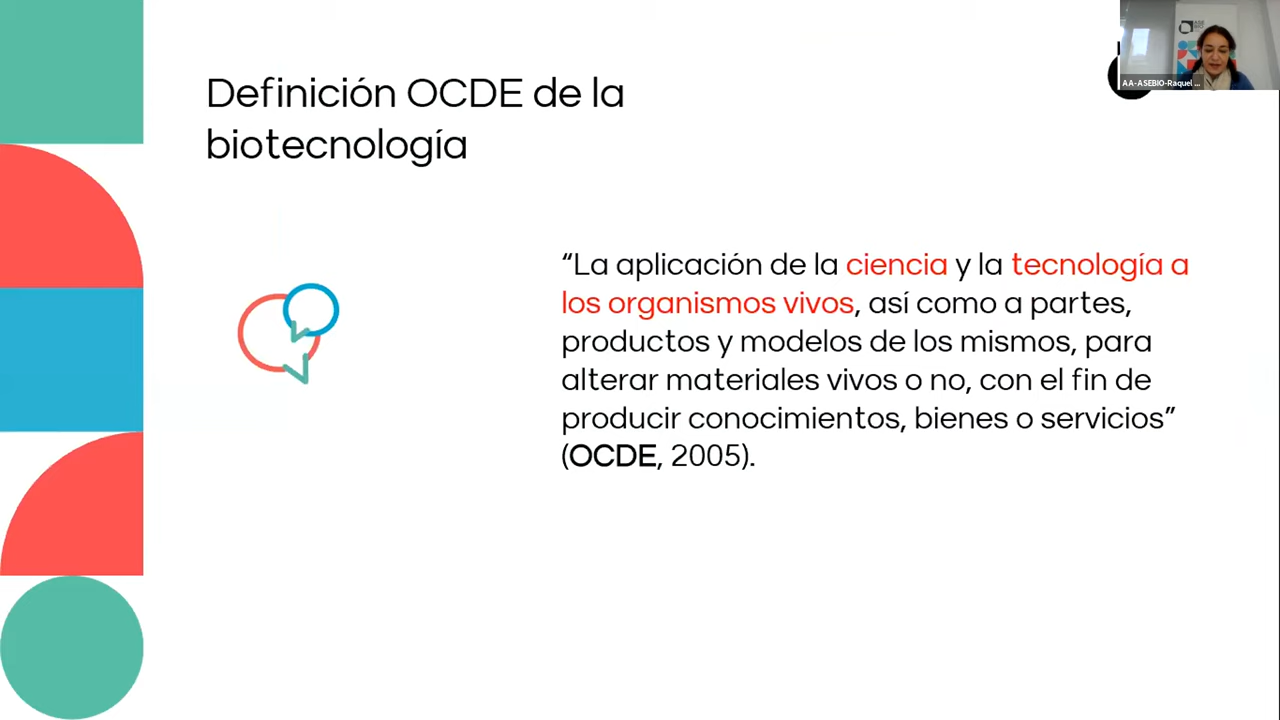 Definición OCDE de la
biotecnología
“La aplicación de la ciencia y la tecnología a
los organismos vivos, así como a partes,
productos y modelos de los mismos, para
alterar materiales vivos o no, con el fin de
producir conocimientos, bienes o servicios”
(OCDE, 2005).
ASE
BIO
AA-ASEBIO-Raquel ...